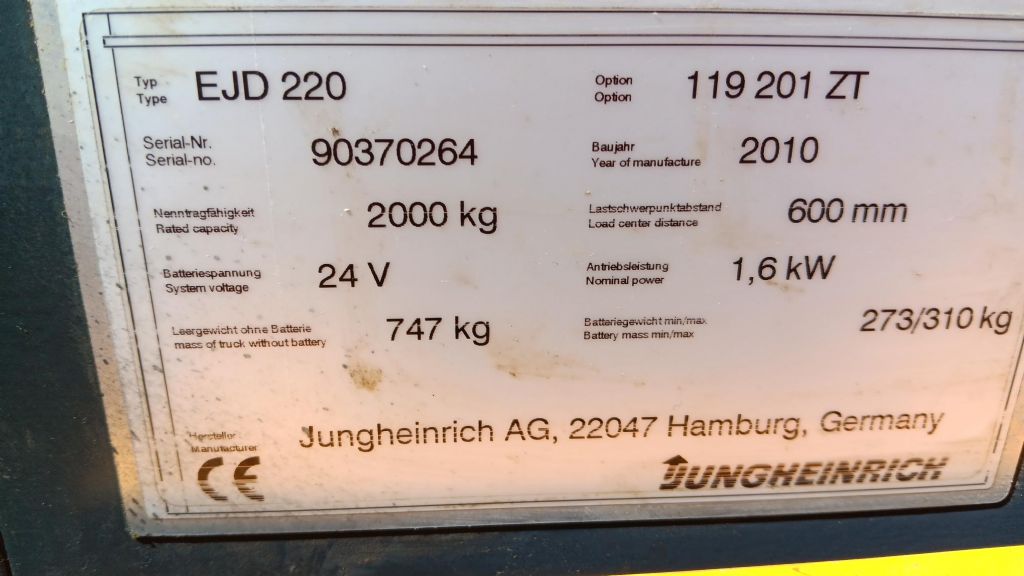 Typ EJD 220 Option 119 201 ZT
Type Option
Serial-Nr. 90370264 Baujahr 2010
Serial-no. Year of manufacture
Nenntragfähigkeit 2000 kg Lastschwerpunktabstand 600 mm
Rated capacity Load center distance
Batteriespannung 24 V Antriebsleistung 1,6 kW
System voltage Nominal power
Leergewicht ohne Batterie 747 kg Batteriegewicht min/max 273/310 kg
mass of truck without battery Battery mass min/max
Hersteller Jungheinrich AG, 22047 Hamburg, Germany
Manufacturer
CE JUNGHEINRICH